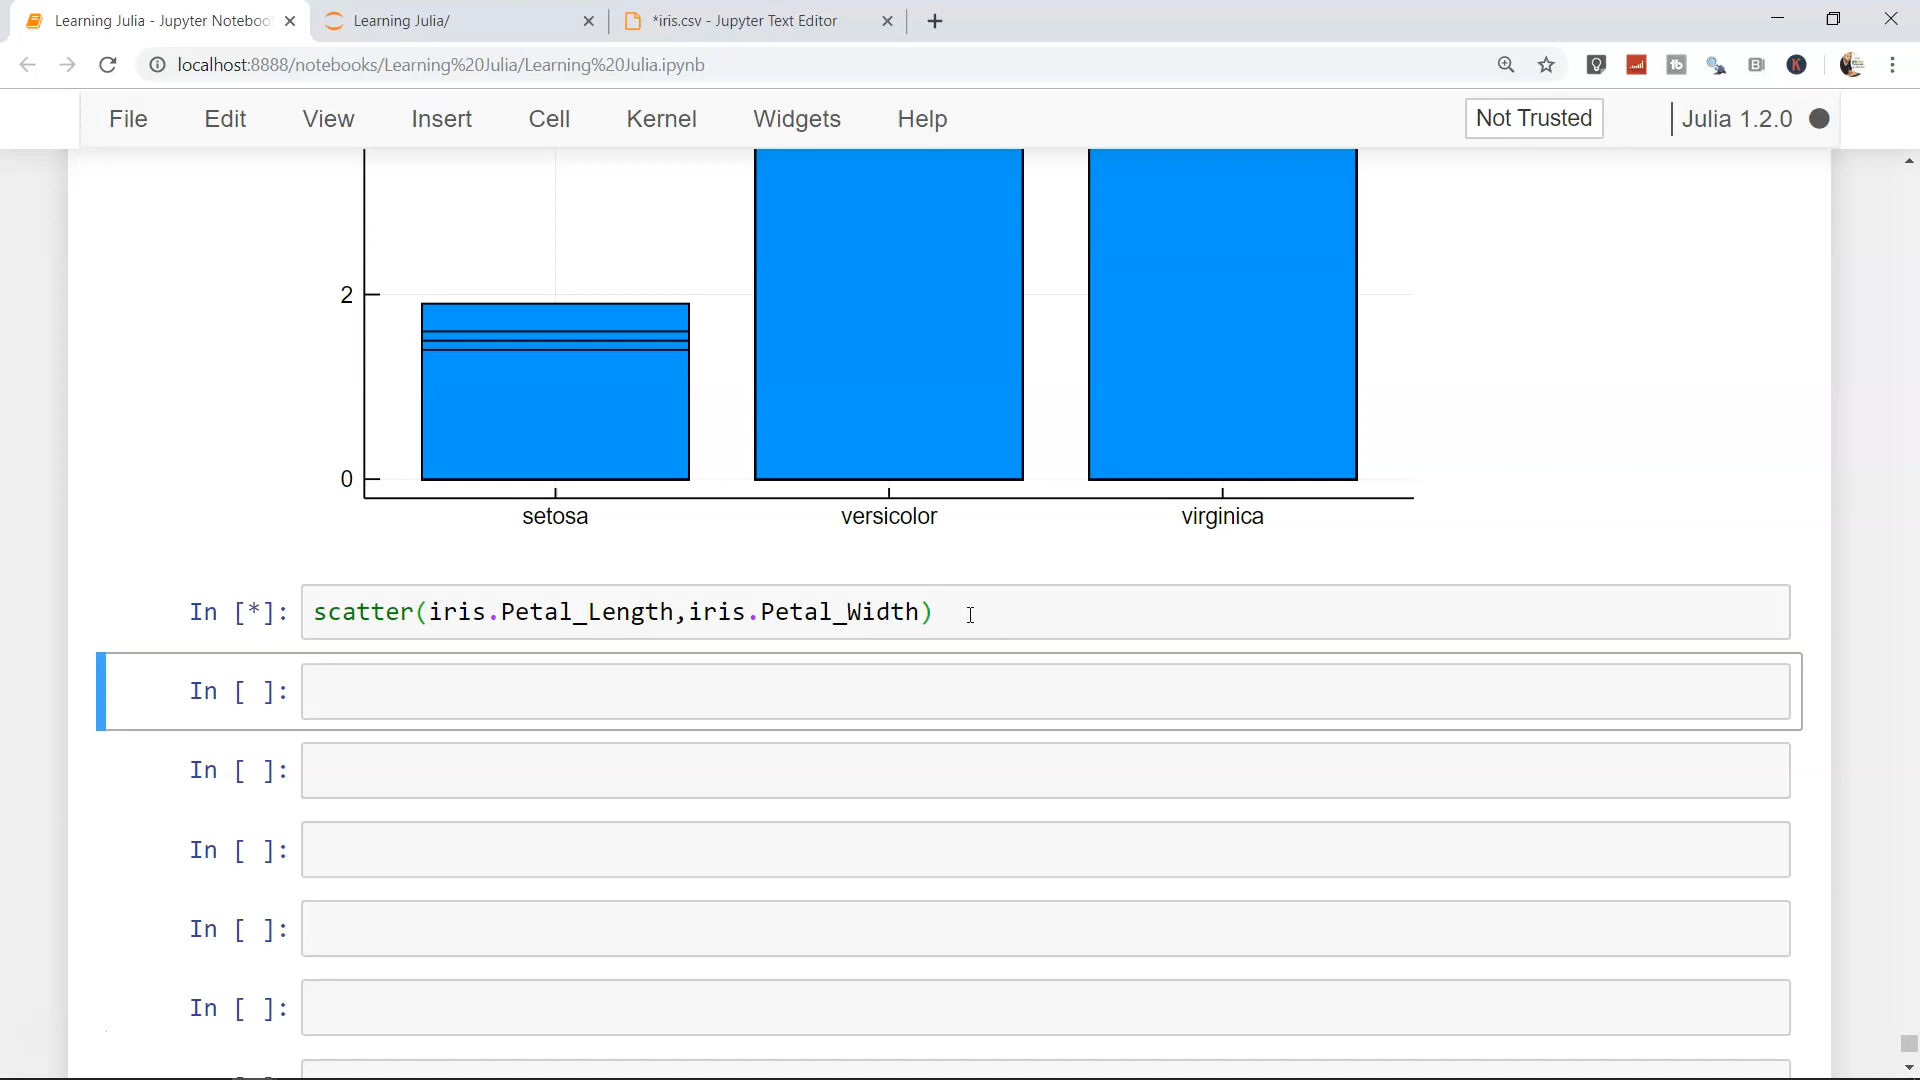 Learning Julia - Jupyter Noteboo
Learning Julia/
*iris.csv - Jupyter Text Editor
localhost:8888/notebooks/Learning%20Julia/Learning%20Julia.ipynb
File Edit View Insert Cell Kernel Widgets Help Not Trusted Julia 1.2.0
2
0
setosa versicolor virginica
In [*]: scatter(iris.Petal_Length,iris.Petal_Width)
In [ ]:
In [ ]:
In [ ]:
In [ ]:
In [ ]: